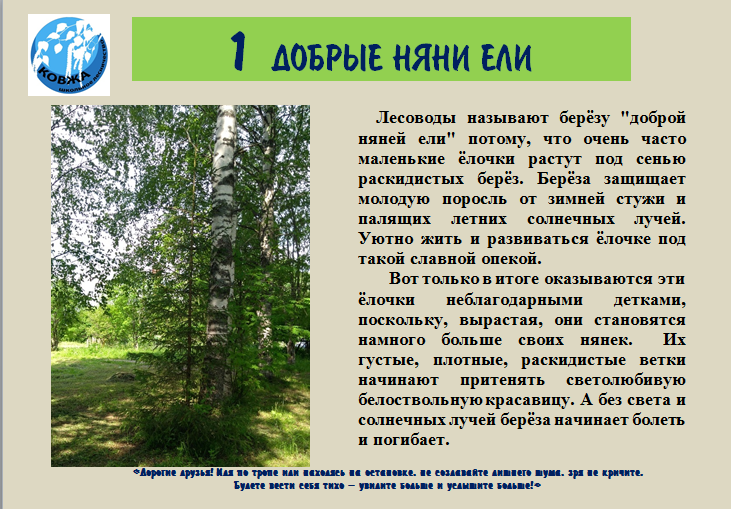 КОВЖА
ШКОЛЬНОЕ ЛЕСНИЧЕСТВО
1 ДОБРЫЕ НЯНИ ЕЛИ
Лесоводы называют берёзу "доброй
няней ели" потому, что очень часто
маленькие ёлочки растут под сенью
раскидистых берёз. Берёза защищает
молодую поросль от зимней стужи и
палящих летних солнечных лучей.
Уютно жить и развиваться ёлочке под
такой славной опекой.
Вот только в итоге оказываются эти
ёлочки неблагодарными детками,
поскольку, вырастая, они становятся
намного больше своих нянек. Их
густые, плотные, раскидистые ветки
начинают притенять светолюбивую
белоствольную красавицу. А без света и
солнечных лучей берёза начинает болеть
и погибает.
*Дорогие друзья! Идя по тропе или находясь на остановке, не создавайте лишнего шума, зря не кричите.
Будете вести себя тихо – увидите больше и услышите больше!*